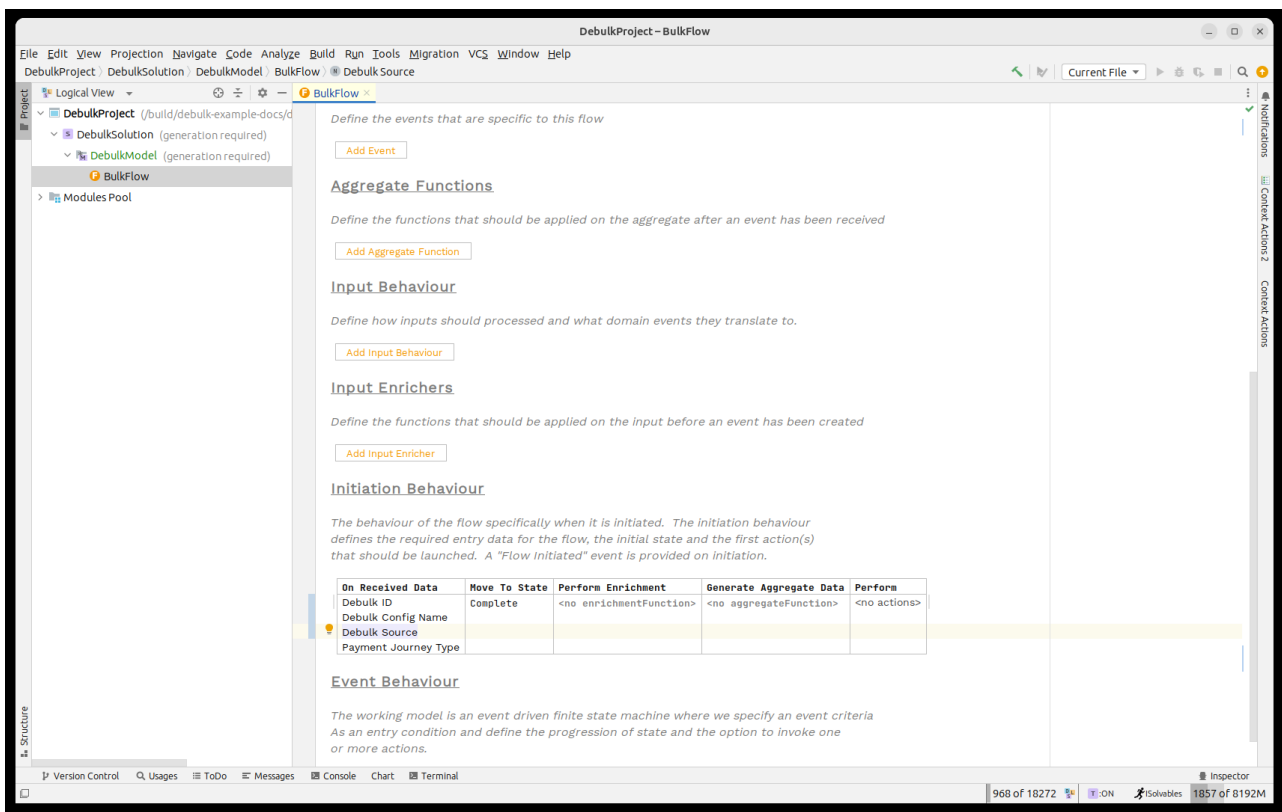 DebulkProject – BulkFlow
File Edit View Projection Navigate Code Analyze Build Run Tools Migration VCS Window Help
DebulkProject DebulkSolution DebulkModel BulkFlow Debulk Source
Current File
Project
Logical View
BulkFlow
DebulkProject (/build/debulk-example-docs/d
DebulkSolution (generation required)
DebulkModel (generation required)
BulkFlow
Modules Pool
Define the events that are specific to this flow
Add Event
Aggregate Functions
Define the functions that should be applied on the aggregate after an event has been received
Add Aggregate Function
Input Behaviour
Define how inputs should processed and what domain events they translate to.
Add Input Behaviour
Input Enrichers
Define the functions that should be applied on the input before an event has been created
Add Input Enricher
Initiation Behaviour
The behaviour of the flow specifically when it is initiated. The initiation behaviour
defines the required entry data for the flow, the initial state and the first action(s)
that should be launched. A "Flow Initiated" event is provided on initiation.
On Received Data Move To State Perform Enrichment Generate Aggregate Data Perform
Debulk ID Complete <no enrichmentFunction> <no aggregateFunction> <no actions>
Debulk Config Name
Debulk Source
Payment Journey Type
Event Behaviour
The working model is an event driven finite state machine where we specify an event criteria
As an entry condition and define the progression of state and the option to invoke one
or more actions.
Notifications
Context Actions 2
Context Actions
Structure
Version Control Usages ToDo Messages Console Chart Terminal Inspector
968 of 18272 T :ON !Solvables 1857 of 8192M